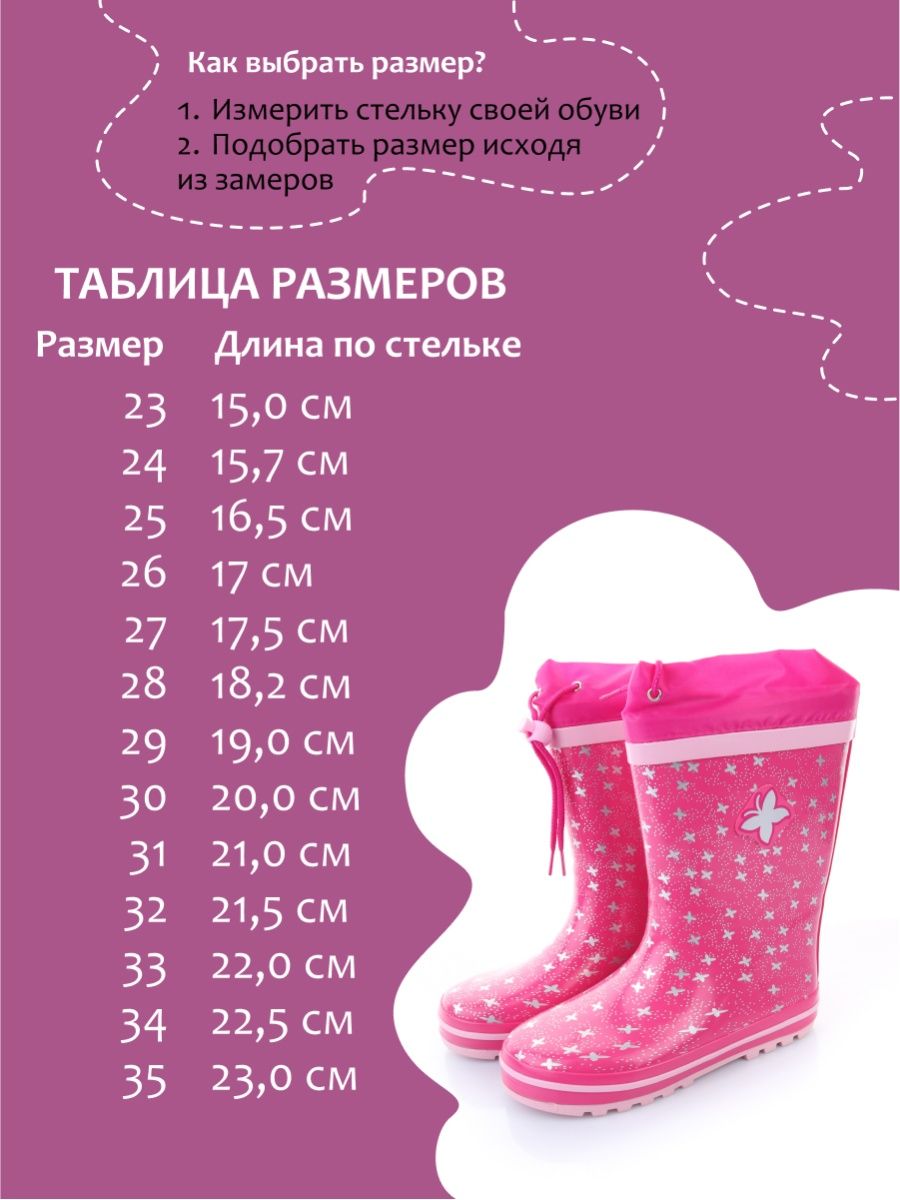 Как выбрать размер?
1. Измерить стельку своей обуви
2. Подобрать размер исходя
из замеров
ТАБЛИЦА РАЗМЕРОВ
Размер Длина по стельке
23 15,0 см
24 15,7 см
25 16,5 см
26 17 см
27 17,5 см
28 18,2 см
29 19,0 см
30 20,0 см
31 21,0 см
32 21,5 см
33 22,0 см
34 22,5 см
35 23,0 см